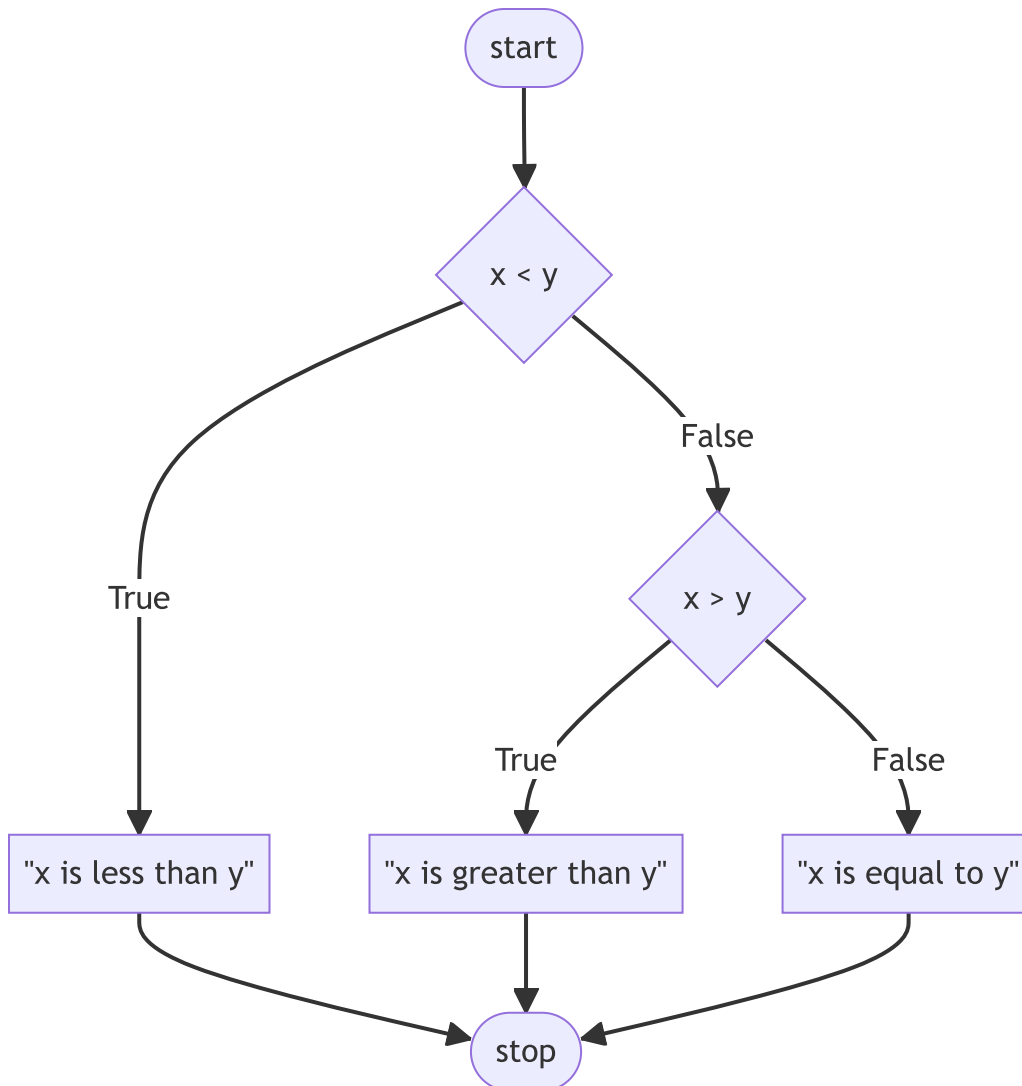 start
x < y
False
True
x > y
True
False
"x is less than y"
"x is greater than y"
"x is equal to y"
stop